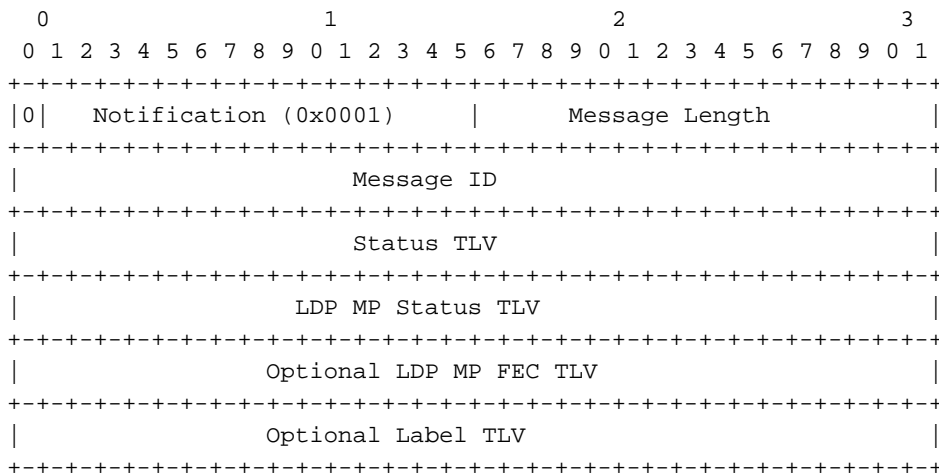 0                   1                   2                   3
 0 1 2 3 4 5 6 7 8 9 0 1 2 3 4 5 6 7 8 9 0 1 2 3 4 5 6 7 8 9 0 1
+-+-+-+-+-+-+-+-+-+-+-+-+-+-+-+-+-+-+-+-+-+-+-+-+-+-+-+-+-+-+-+-+
|0|   Notification (0x0001)     |      Message Length           |
+-+-+-+-+-+-+-+-+-+-+-+-+-+-+-+-+-+-+-+-+-+-+-+-+-+-+-+-+-+-+-+-+
|                       Message ID                              |
+-+-+-+-+-+-+-+-+-+-+-+-+-+-+-+-+-+-+-+-+-+-+-+-+-+-+-+-+-+-+-+-+
|                       Status TLV                              |
+-+-+-+-+-+-+-+-+-+-+-+-+-+-+-+-+-+-+-+-+-+-+-+-+-+-+-+-+-+-+-+-+
|                   LDP MP Status TLV                           |
+-+-+-+-+-+-+-+-+-+-+-+-+-+-+-+-+-+-+-+-+-+-+-+-+-+-+-+-+-+-+-+-+
|                 Optional LDP MP FEC TLV                       |
+-+-+-+-+-+-+-+-+-+-+-+-+-+-+-+-+-+-+-+-+-+-+-+-+-+-+-+-+-+-+-+-+
|                 Optional Label TLV                            |
+-+-+-+-+-+-+-+-+-+-+-+-+-+-+-+-+-+-+-+-+-+-+-+-+-+-+-+-+-+-+-+-+